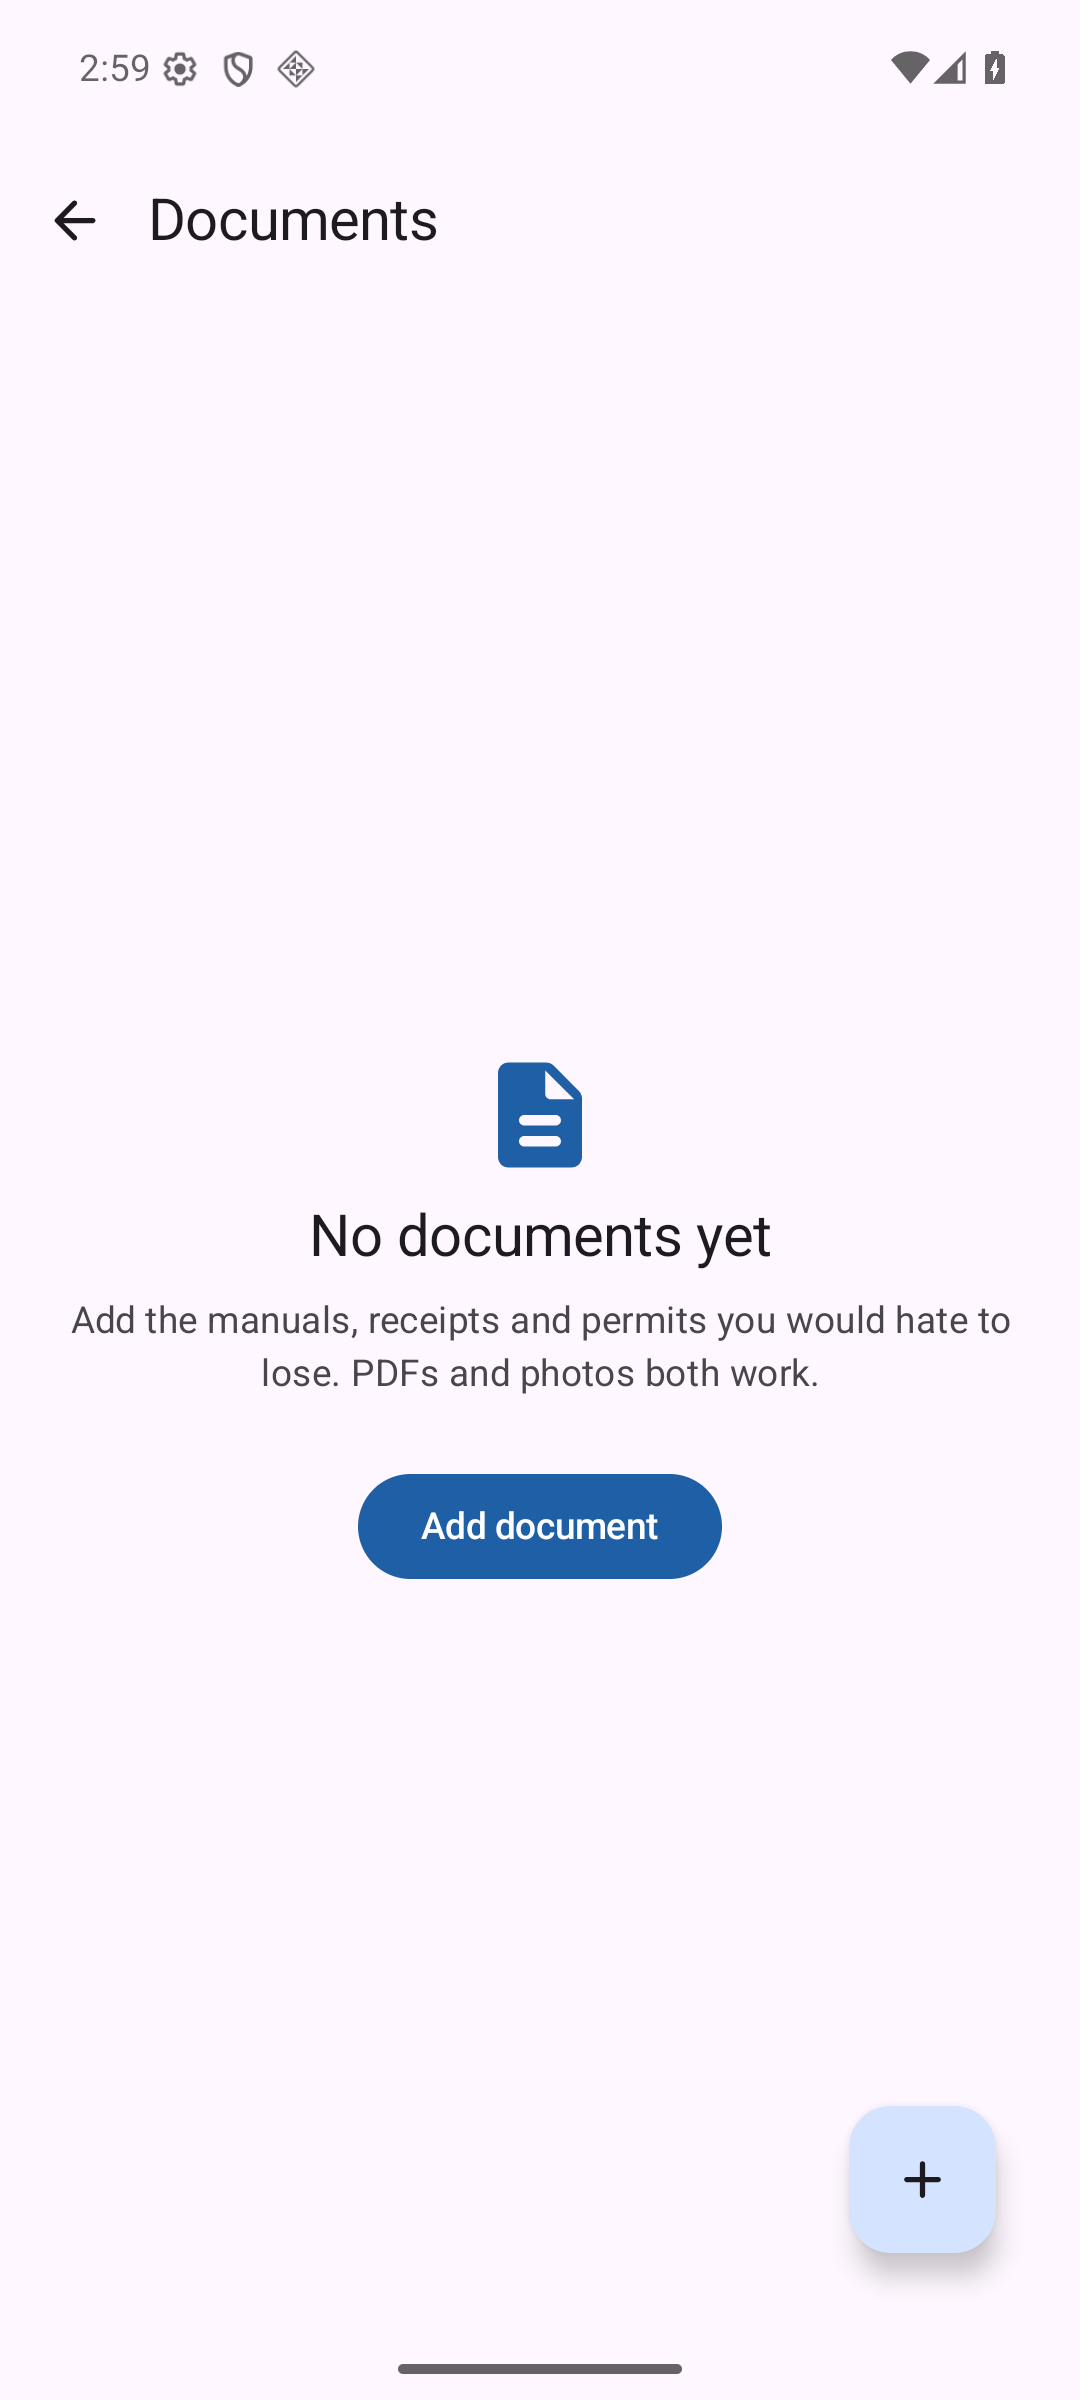 2:59
Documents
No documents yet
Add the manuals, receipts and permits you would hate to
lose. PDFs and photos both work.
Add document